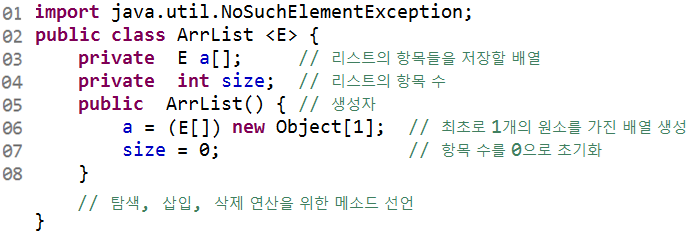 01 import java.util.NoSuchElementException;
02 public class ArrList <E> {
03     private  E a[];     // 리스트의 항목들을 저장할 배열
04     private  int size;  // 리스트의 항목 수
05     public  ArrList() { // 생성자
06         a = (E[]) new Object[1];  // 최초로 1개의 원소를 가진 배열 생성
07         size = 0;                 // 항목 수를 0으로 초기화
08     }
       // 탐색, 삽입, 삭제 연산을 위한 메소드 선언
   }